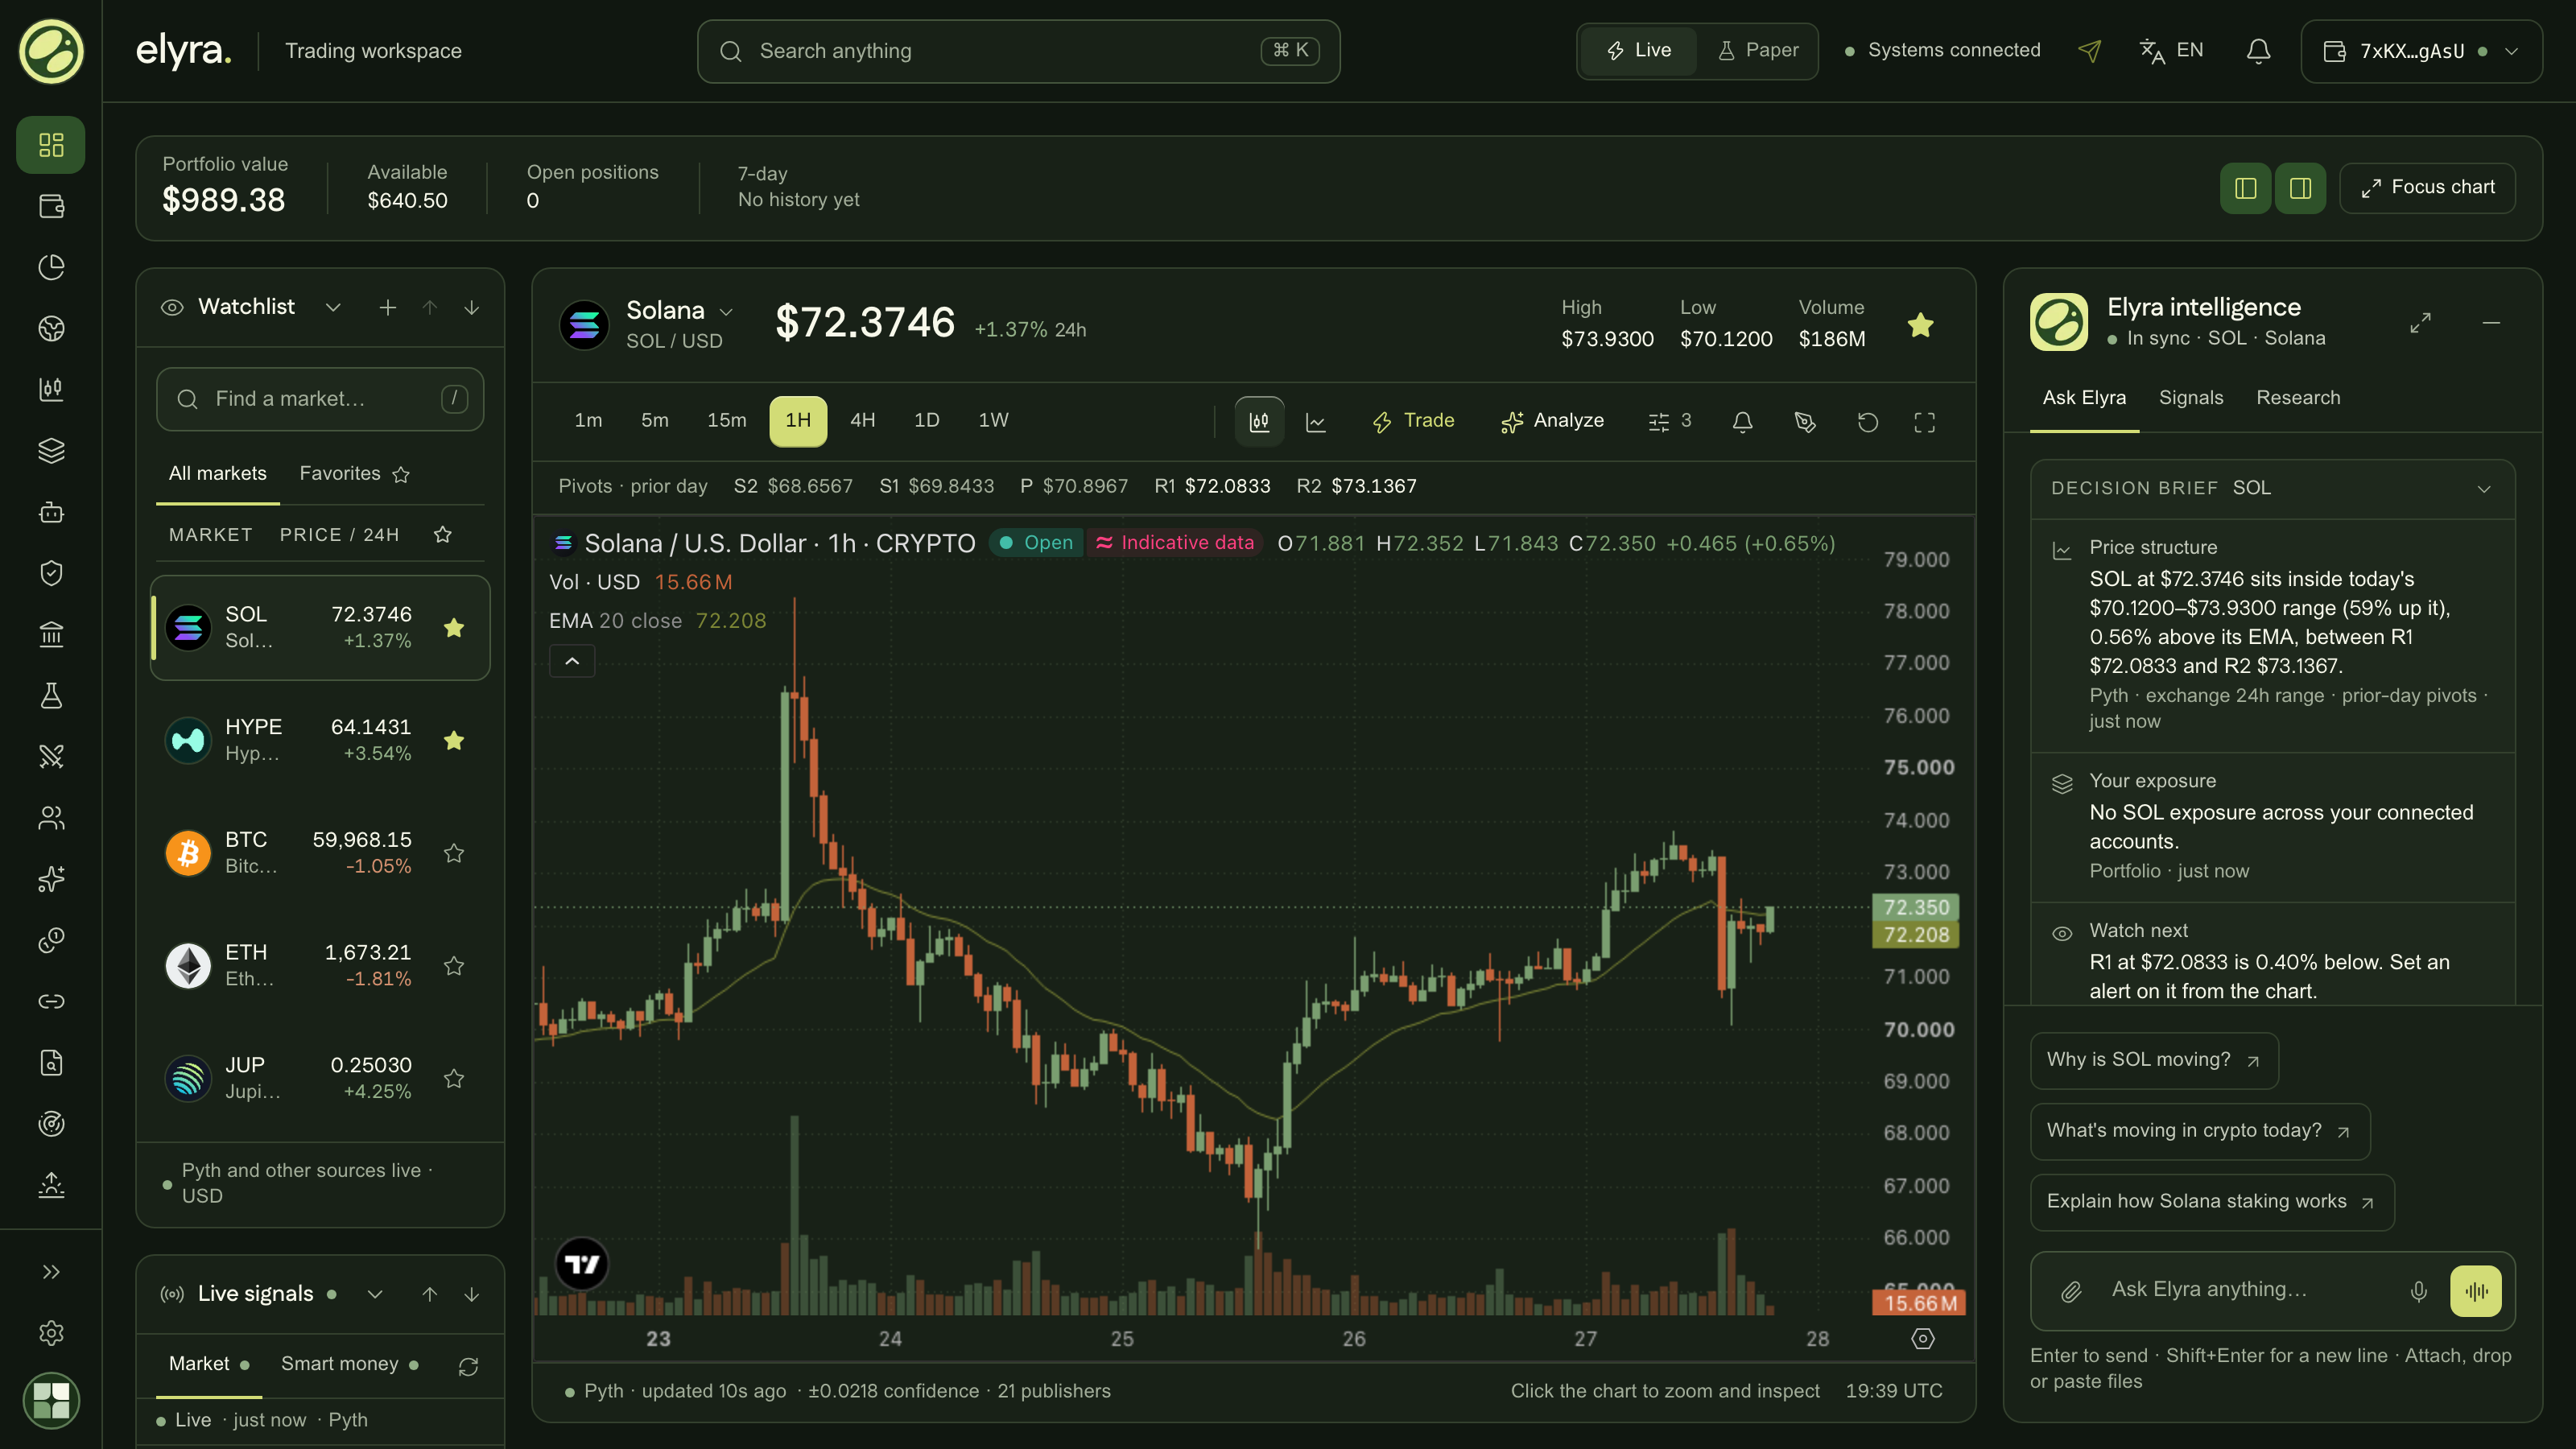 elyra.
Trading workspace
Search anything
⌘ K
Live
Paper
Systems connected
EN
7xKX…gAsU
Portfolio value
$989.38
Available
$640.50
Open positions
0
7-day
No history yet
Focus chart
Watchlist
Find a market…
/
All markets
Favorites
MARKET PRICE / 24H
SOL 72.3746
Sol… +1.37%
HYPE 64.1431
Hyp… +3.54%
BTC 59,968.15
Bitc… -1.05%
ETH 1,673.21
Eth… -1.81%
JUP 0.25030
Jupi… +4.25%
Pyth and other sources live ·
USD
Live signals
Market
Smart money
Live · just now · Pyth
Solana
SOL / USD
$72.3746 +1.37% 24h
High
$73.9300
Low
$70.1200
Volume
$186M
1m 5m 15m 1H 4H 1D 1W
Trade
Analyze
3
Pivots · prior day S2 $68.6567 S1 $69.8433 P $70.8967 R1 $72.0833 R2 $73.1367
Solana / U.S. Dollar · 1h · CRYPTO Open Indicative data O71.881 H72.352 L71.843 C72.350 +0.465 (+0.65%)
Vol · USD 15.66 M
EMA 20 close 72.208
79.000
78.000
77.000
76.000
75.000
74.000
73.000
72.350
72.208
71.000
70.000
69.000
68.000
67.000
66.000
65.000
15.66 M
23 24 25 26 27 28
Pyth · updated 10s ago · ±0.0218 confidence · 21 publishers
Click the chart to zoom and inspect 19:39 UTC
Elyra intelligence
In sync · SOL · Solana
Ask Elyra
Signals
Research
DECISION BRIEF SOL
Price structure
SOL at $72.3746 sits inside today's
$70.1200–$73.9300 range (59% up it),
0.56% above its EMA, between R1
$72.0833 and R2 $73.1367.
Pyth · exchange 24h range · prior-day pivots ·
just now
Your exposure
No SOL exposure across your connected
accounts.
Portfolio · just now
Watch next
R1 at $72.0833 is 0.40% below. Set an
alert on it from the chart.
Why is SOL moving?
What's moving in crypto today?
Explain how Solana staking works
Ask Elyra anything…
Enter to send · Shift+Enter for a new line · Attach, drop
or paste files